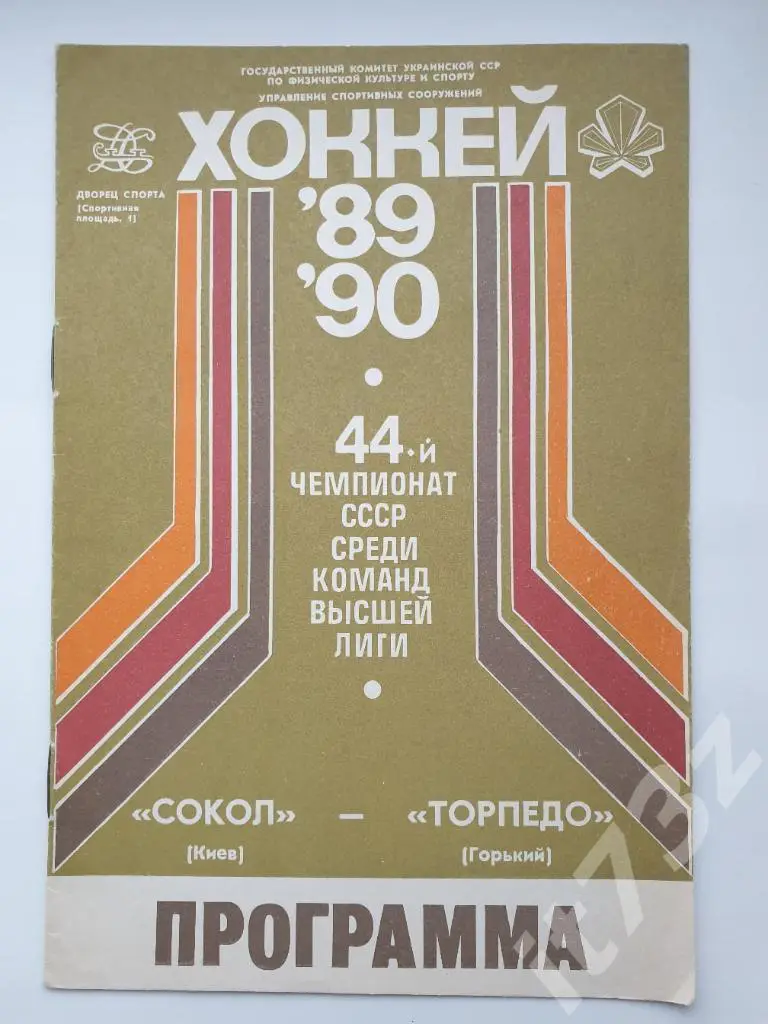 ГОСУДАРСТВЕННЫЙ КОМИТЕТ УКРАИНСКОЙ ССР
ПО ФИЗИЧЕСКОЙ КУЛЬТУРЕ И СПОРТУ
УПРАВЛЕНИЕ СПОРТИВНЫХ СООРУЖЕНИЙ
ХОККЕЙ
ДВОРЕЦ СПОРТА
(Спортивная
площадь, 1)
'89
'90
44-й
ЧЕМПИОНАТ
СССР
СРЕДИ
КОМАНД
ВЫСШЕЙ
ЛИГИ
«СОКОЛ» — «ТОРПЕДО»
(Киев) (Горький)
ПРОГРАММА
it73z